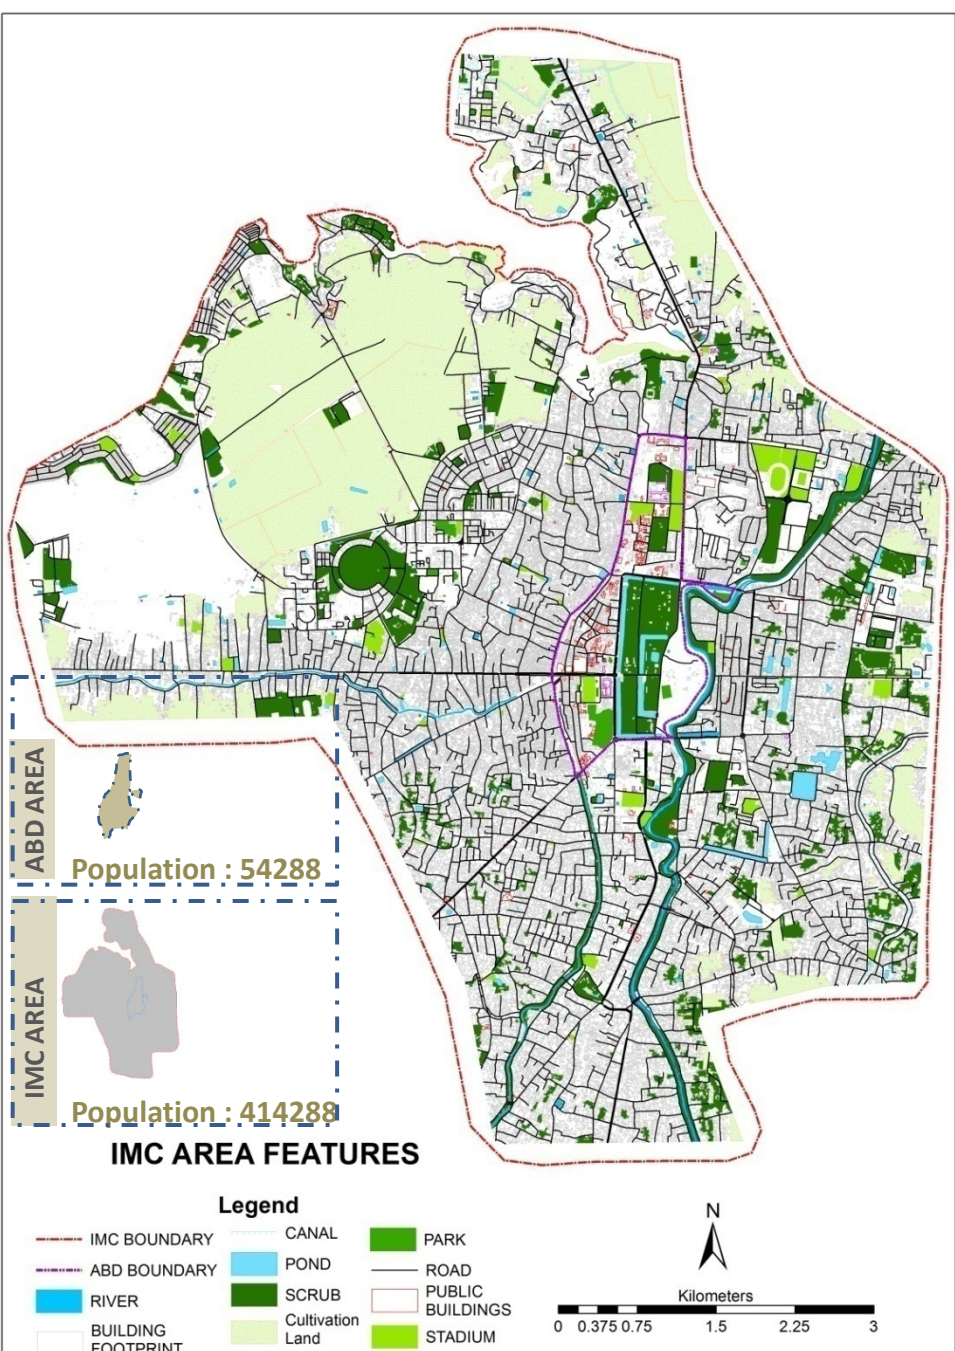 ABD AREA
Population : 54288
IMC AREA
Population : 414288
IMC AREA FEATURES
Legend
IMC BOUNDARY
ABD BOUNDARY
RIVER
BUILDING
FOOTPRINT
CANAL
POND
SCRUB
Cultivation
Land
PARK
ROAD
PUBLIC
BUILDINGS
STADIUM
N
Kilometers
0 0.375 0.75 1.5 2.25 3